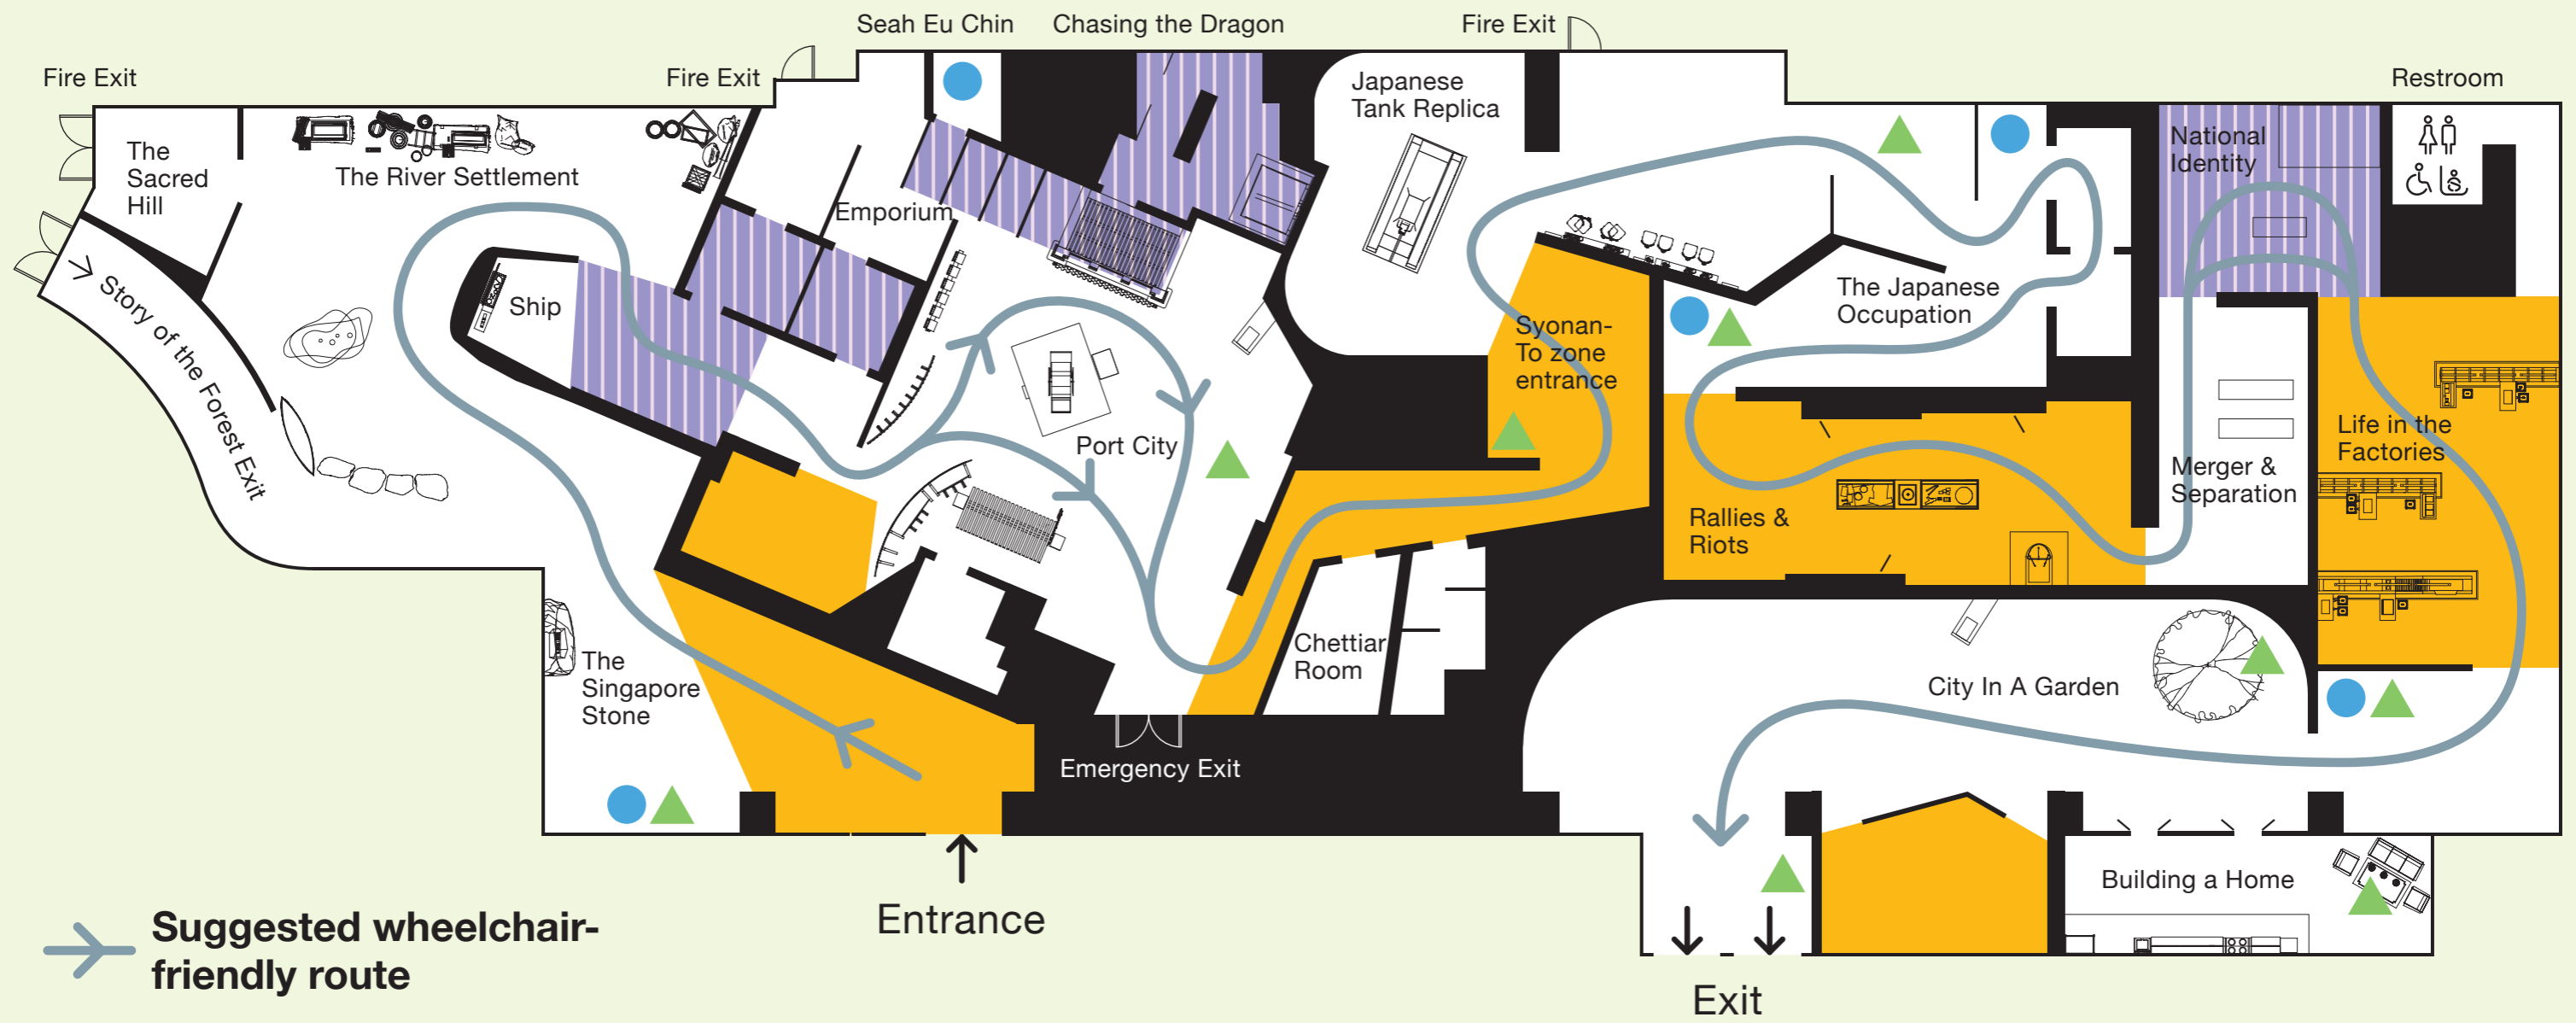 Seah Eu Chin
Chasing the Dragon
Fire Exit
Fire Exit
Fire Exit
Restroom
Japanese
Tank Replica
The
Sacred
Hill
The River Settlement
National
Identity
Emporium
Story of the Forest Exit
Ship
The Japanese
Occupation
Syonan-
To zone
entrance
Port City
Life in the
Factories
Merger &
Separation
Rallies &
Riots
Chettiar
Room
The
Singapore
Stone
City In A Garden
Emergency Exit
Building a Home
Entrance
Suggested wheelchair-
friendly route
Exit